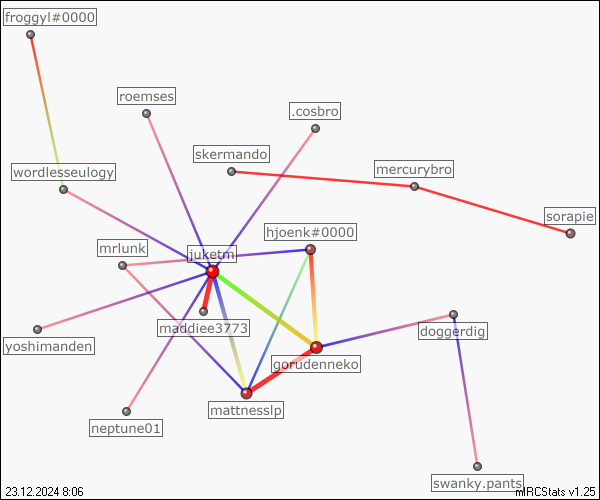 froggyl#0000
roemses
.cosbro
skermando
mercurybro
wordlesseulogy
sorapie
hjoenk#0000
mrlunk
juketm
maddiee3773
doggerdig
yoshimanden
gorudenneko
mattnesslp
neptune01
swanky.pants
23.12.2024 8:06
mIRCStats v1.25